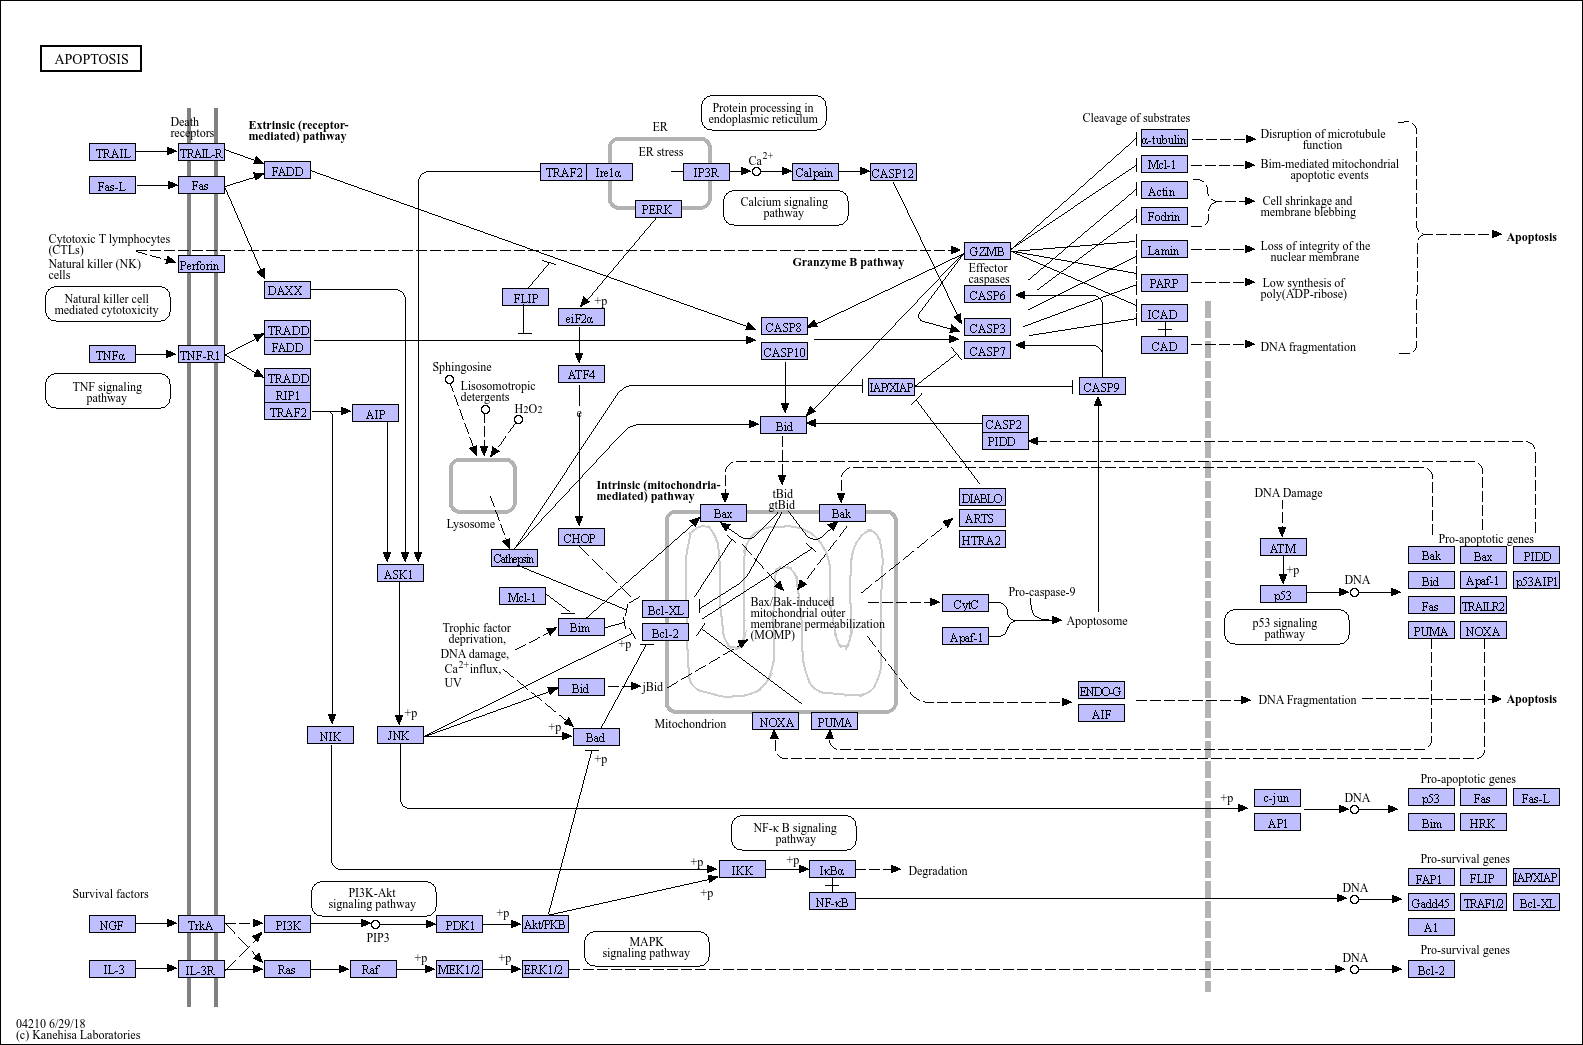 APOPTOSIS
Protein processing in
endoplasmic reticulum
Death
receptors
Extrinsic (receptor-
mediated) pathway
ER
Cleavage of substrates
TRAIL
TRAIL-R
FADD
Fas-L
Fas
ER stress
TRAF2
Ire1α
IP3R
Ca2+
Calpain
CASP12
PERK
Calcium signaling
pathway
α-tubulin
Disruption of microtubule
function
Mcl-1
Bim-mediated mitochondrial
apoptotic events
Actin
Fodrin
Cell shrinkage and
membrane blebbing
Lamin
Loss of integrity of the
nuclear membrane
PARP
Low synthesis of
poly(ADP-ribose)
ICAD
CAD
DNA fragmentation
Apoptosis
Cytotoxic T lymphocytes
(CTLs)
Natural killer (NK)
cells
Perforin
Natural killer cell
mediated cytotoxicity
DAXX
Granzyme B pathway
GZMB
Effector
caspases
CASP6
CASP3
CASP7
FLIP
+p
eiF2α
CASP8
CASP10
TNFα
TNF-R1
TRADD
FADD
TRADD
RIP1
TRAF2
AIP
TNF signaling
pathway
ATF4
e
IAP/XIAP
CASP9
Sphingosine
Lisosomotropic
detergents
H2O2
Bid
CASP2
PIDD
Lysosome
Intrinsic (mitochondria-
mediated) pathway
tBid
gtBid
Bax
Bak
DIABLO
ARTS
HTRA2
DNA Damage
ATM
+p
p53
DNA
p53 signaling
pathway
Pro-apoptotic genes
Bak
Bax
PIDD
Bid
Apaf-1
p53AIP1
Fas
TRAILR2
PUMA
NOXA
CHOP
Cathepsin
ASK1
Mcl-1
Bim
Bcl-XL
Bcl-2
+p
Bax/Bak-induced
mitochondrial outer
membrane permeabilization
(MOMP)
CytC
Apaf-1
Pro-caspase-9
Apoptosome
Trophic factor
deprivation,
DNA damage,
Ca2+influx,
UV
Bid
jBid
Mitochondrion
NOXA
PUMA
ENDO-G
AIF
DNA Fragmentation
Apoptosis
+p
NIK
JNK
+p
Bad
+p
+p
c-jun
AP1
DNA
Pro-apoptotic genes
p53
Fas
Fas-L
Bim
HRK
NF-κ B signaling
pathway
+p
IKK
+p
IκBα
Degradation
NF-κB
+p
DNA
Pro-survival genes
FAP1
FLIP
IAP/XIAP
Gadd45
TRAF1/2
Bcl-XL
A1
Survival factors
PI3K-Akt
signaling pathway
NGF
TrkA
PI3K
PIP3
PDK1
+p
Akt/PKB
MAPK
signaling pathway
IL-3
IL-3R
Ras
Raf
+p
MEK1/2
+p
ERK1/2
DNA
Pro-survival genes
Bcl-2
04210 6/29/18
(c) Kanehisa Laboratories